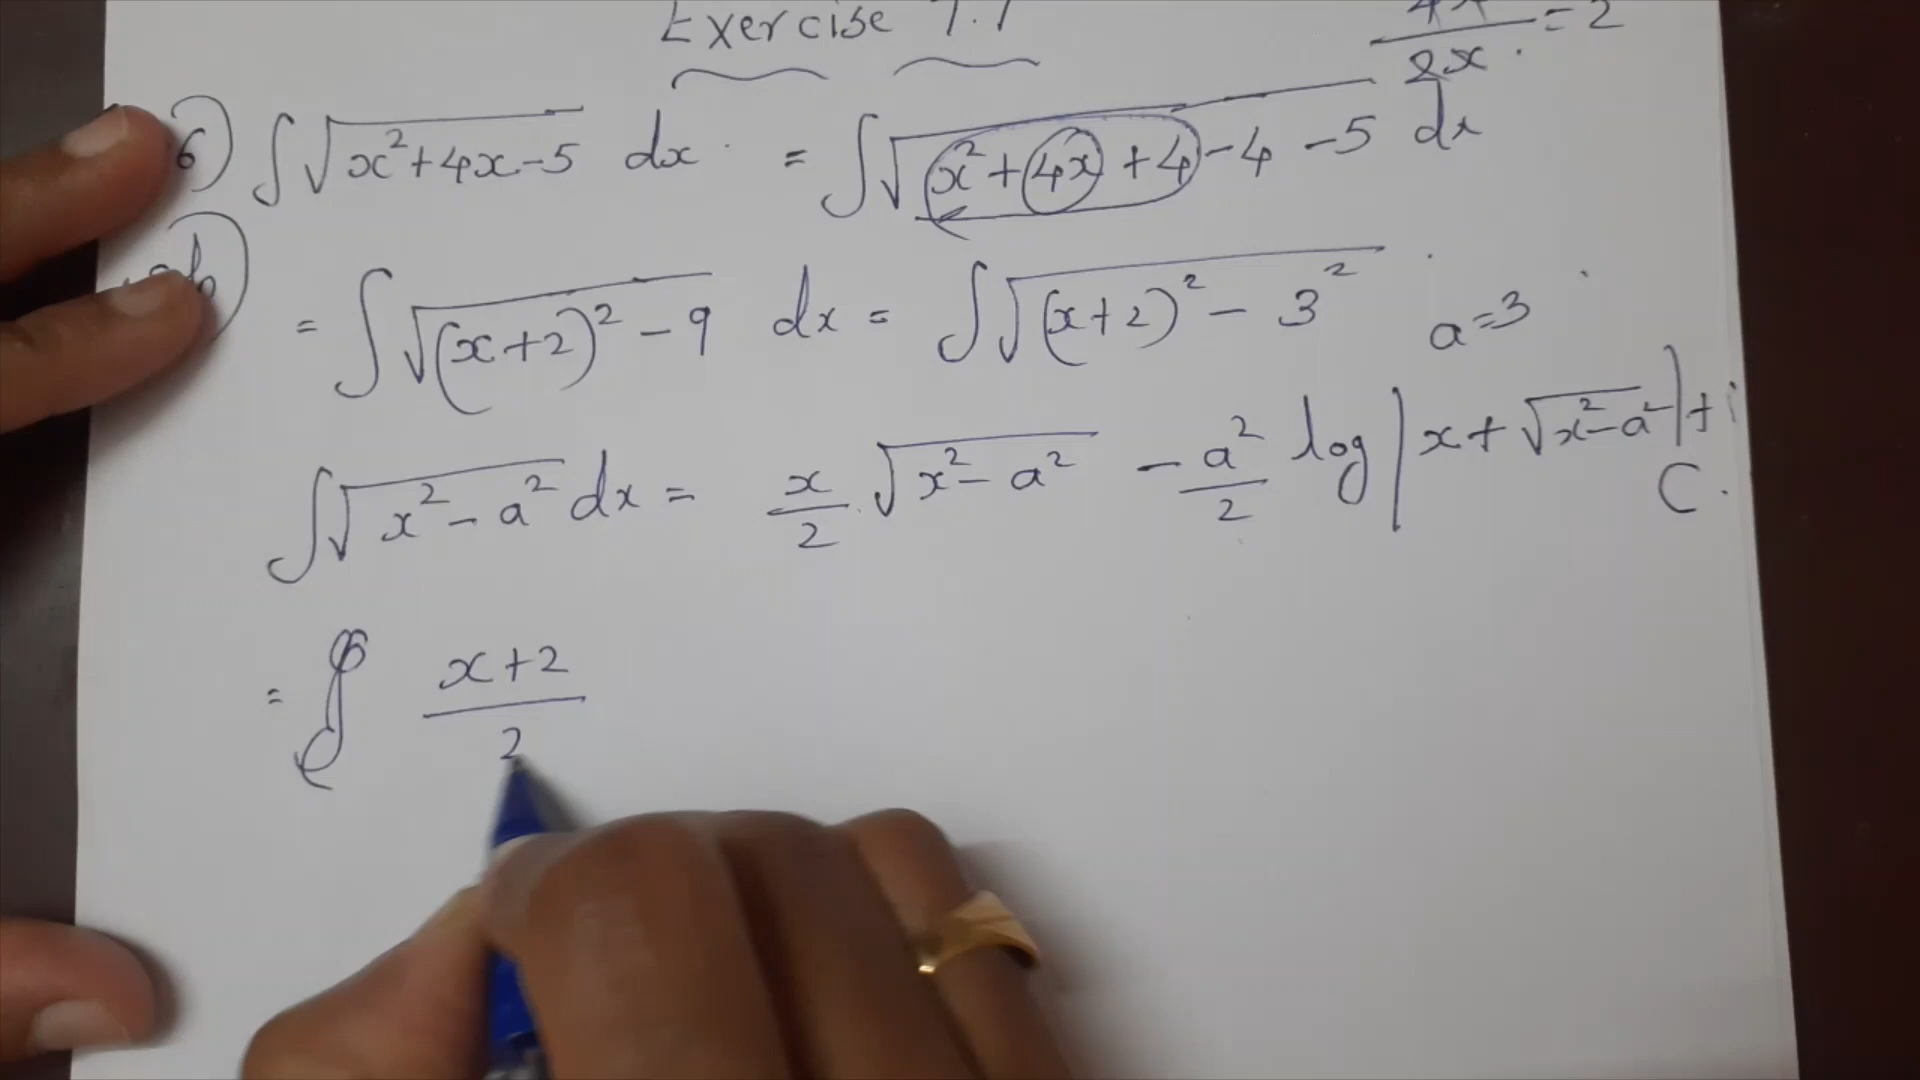 Exercise 7.7
4x/2x = 2
6) ∫√(x²+4x-5) dx = ∫√(x²+4x+4-4-5) dx
= ∫√((x+2)²-9) dx = ∫√((x+2)²-3²) a=3
∫√(x²-a²) dx = x/2 √(x²-a²) - a²/2 log|x+√(x²-a²)|+C.
= x+2/2